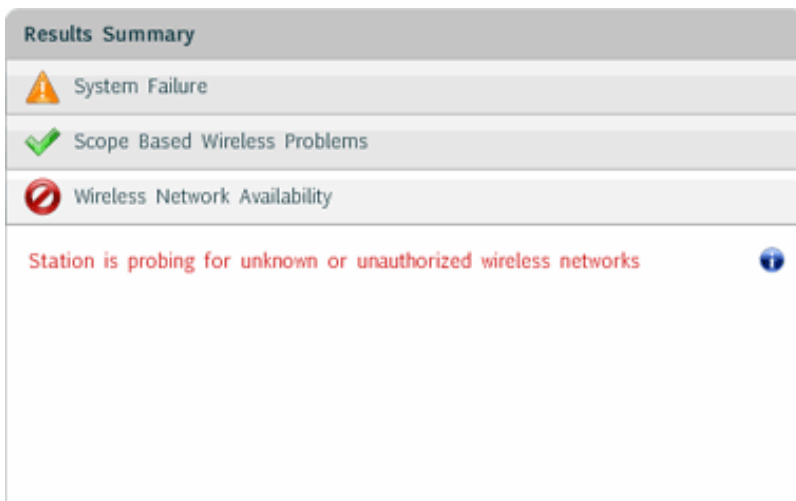 Results Summary
System Failure
Scope Based Wireless Problems
Wireless Network Availability
Station is probing for unknown or unauthorized wireless networks